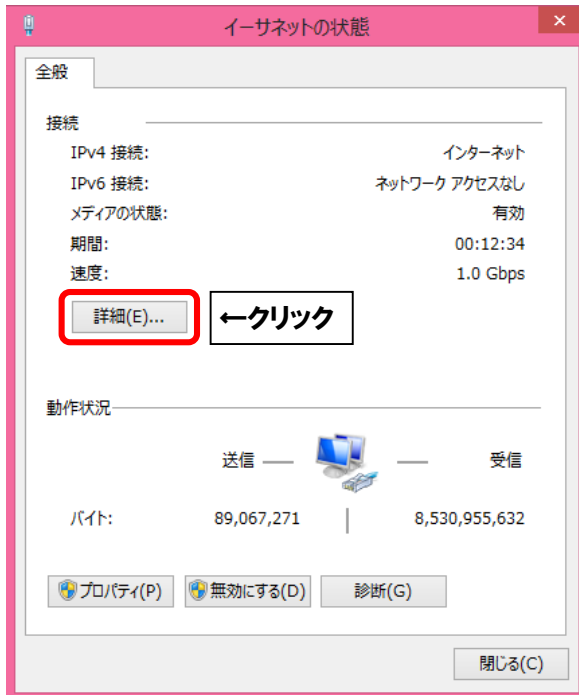 イーサネットの状態
全般
接続
IPv4 接続: インターネット
IPv6 接続: ネットワーク アクセスなし
メディアの状態: 有効
期間: 00:12:34
速度: 1.0 Gbps
詳細(E)... ←クリック
動作状況
送信 受信
バイト: 89,067,271 8,530,955,632
プロパティ(P) 無効にする(D) 診断(G)
閉じる(C)